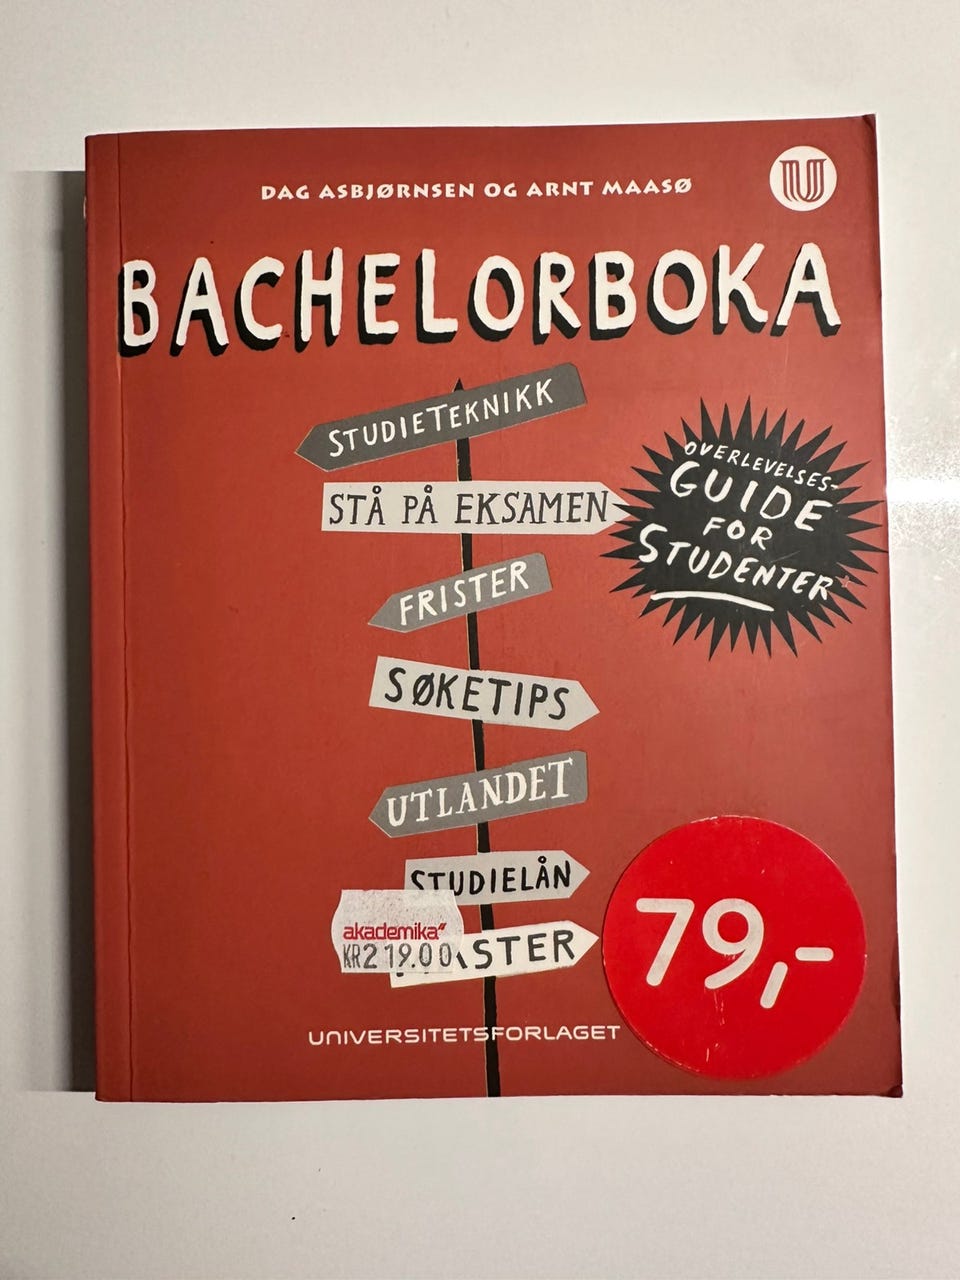 DAG ASBJØRNSEN OG ARNT MAASØ
U
BACHELORBOKA
STUDIETEKNIKK
STÅ PÅ EKSAMEN
OVERLEVELSES-
GUIDE
FOR
STUDENTER
FRISTER
SØKETIPS
UTLANDET
STUDIELÅN
akademika
KR219.00
ASTER
79,-
UNIVERSITETSFORLAGET